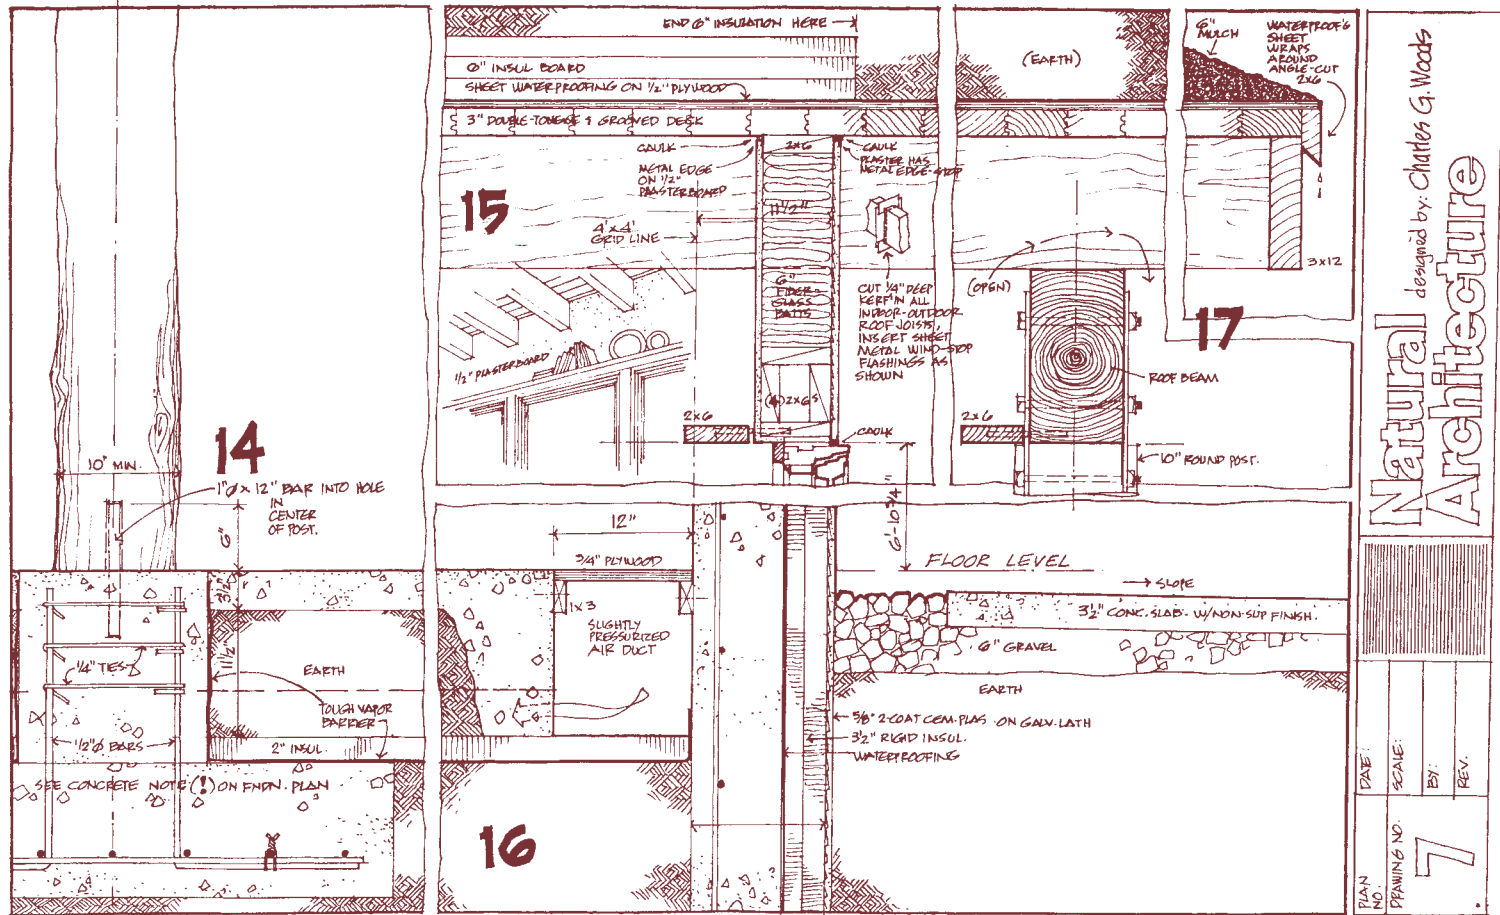 END 6" INSULATION HERE
6" INSUL BOARD
SHEET WATERPROOFING ON 1/2" PLYWOOD
3" DOUBLE-TONGUE & GROOVED DECK
(EARTH)
6"
MULCH
WATERPROOF'G
SHEET
WRAPS
AROUND
ANGLE-CUT
2x6
CAULK
METAL EDGE
ON 1/2"
PLASTERBOARD
2x6
CAULK
PLASTER HAS
METAL EDGE-STOP
15
11 1/2"
4' x 4'
GRID LINE
6"
FIBER-
GLASS
BATTS
CUT 1/4" DEEP
KERF IN ALL
INDOOR-OUTDOOR
ROOF JOISTS,
INSERT SHEET
METAL WIND-STOP
FLASHINGS AS
SHOWN
(OPEN)
3x12
17
1/2" PLASTERBOARD
ROOF BEAM
(4) 2x6s
2x6
CAULK
2x6
10" ROUND POST.
6'-10 3/4"
14
10" MIN.
1"ø x 12" BAR INTO HOLE
IN
CENTER
OF POST.
6"
3 1/2"
11 1/2"
1/4" TIES
EARTH
TOUGH VAPOR
BARRIER
1/2"ø BARS
2" INSUL.
SEE CONCRETE NOTE (!) ON FNDN. PLAN
12"
3/4" PLYWOOD
1x3
SLIGHTLY
PRESSURIZED
AIR DUCT
16
FLOOR LEVEL
SLOPE
3 1/2" CONC. SLAB W/NON-SLIP FINISH.
6" GRAVEL
EARTH
5/8" 2-COAT CEM. PLAS. ON GALV. LATH
3 1/2" RIGID INSUL.
WATERPROOFING
Natural
Architecture
designed by: Charles G. Woods
DATE:
SCALE:
BY:
REV.
PLAN
NO.
DRAWING NO.
7